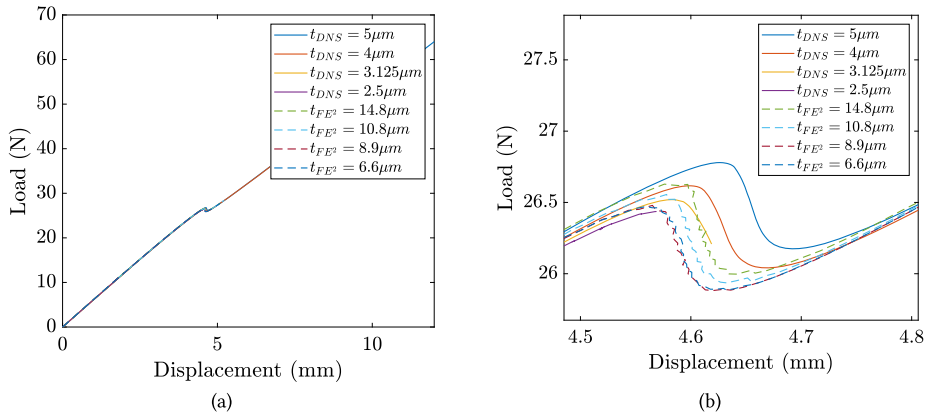 70
60
50
40
30
20
10
0
Load (N)
t_DNS = 5μm
t_DNS = 4μm
t_DNS = 3.125μm
t_DNS = 2.5μm
t_FE² = 14.8μm
t_FE² = 10.8μm
t_FE² = 8.9μm
t_FE² = 6.6μm
0 5 10
Displacement (mm)
(a)
27.5
27
26.5
26
Load (N)
t_DNS = 5μm
t_DNS = 4μm
t_DNS = 3.125μm
t_DNS = 2.5μm
t_FE² = 14.8μm
t_FE² = 10.8μm
t_FE² = 8.9μm
t_FE² = 6.6μm
4.5 4.6 4.7 4.8
Displacement (mm)
(b)